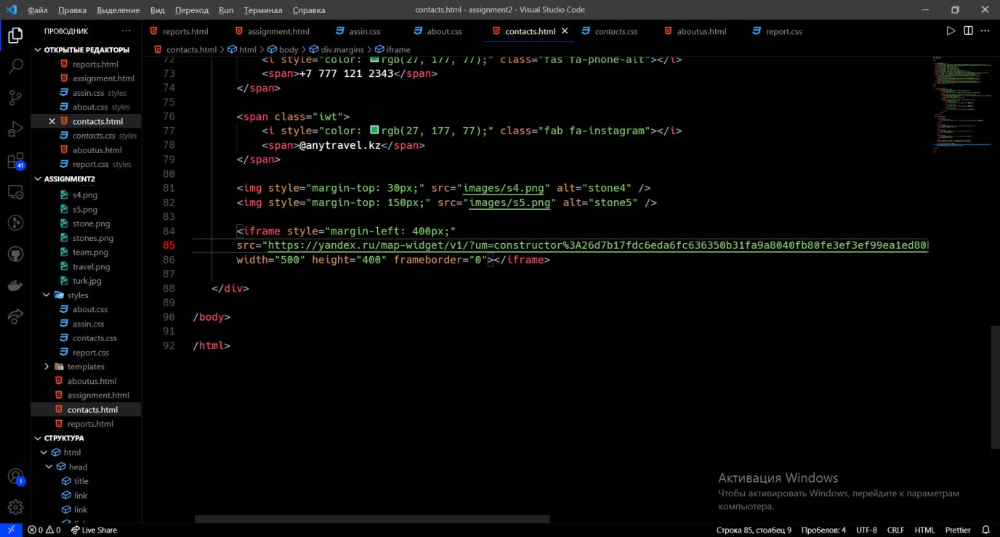 Файл Правка Выделение Вид Переход Run Терминал Справка
contacts.html - assignment2 - Visual Studio Code
ПРОВОДНИК
reports.html assignment.html assin.css about.css contacts.html contacts.css aboutus.html report.css
contacts.html > html > body > div.margins > iframe
ОТКРЫТЫЕ РЕДАКТОРЫ
reports.html
assignment.html
assin.css styles
about.css styles
contacts.html
contacts.css styles
aboutus.html
report.css styles
ASSIGNMENT2
s4.png
s5.png
stone.png
stones.png
team.png
travel.png
turk.jpg
styles
about.css
assin.css
contacts.css
report.css
templates
aboutus.html
assignment.html
contacts.html
reports.html
СТРУКТУРА
html
head
title
link
link
41
1
72 <i style="color: rgb(27, 177, 77);" class="fas fa-phone-alt"></i>
73 <span>+7 777 121 2343</span>
74 </span>
75
76 <span class="iwt">
77 <i style="color: rgb(27, 177, 77);" class="fab fa-instagram"></i>
78 <span>@anytravel.kz</span>
79 </span>
80
81 <img style="margin-top: 30px;" src="images/s4.png" alt="stone4" />
82 <img style="margin-top: 150px;" src="images/s5.png" alt="stone5" />
83
84 <iframe style="margin-left: 400px;"
85 src="https://yandex.ru/map-widget/v1/?um=constructor%3A26d7b17fdc6eda6fc636350b31fa9a8040fb80fe3ef3ef99ea1ed80
86 width="500" height="400" frameborder="0"></iframe>
87
88 </div>
89
90 /body>
91
92 /html>
Активация Windows
Чтобы активировать Windows, перейдите к параметрам
компьютера.
0 0 Live Share
Строка 85, столбец 9 Пробелов: 4 UTF-8 CRLF HTML Prettier